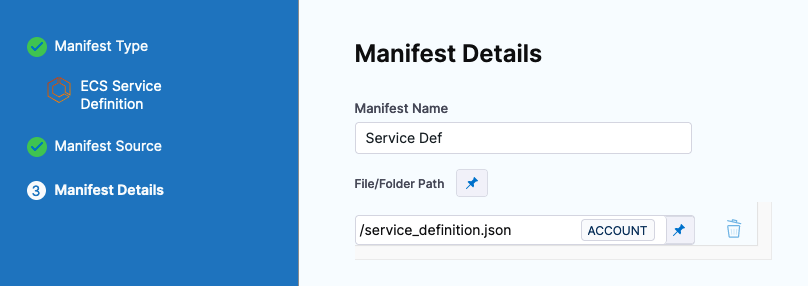 Manifest Type
ECS Service
Definition
Manifest Source
3 Manifest Details
Manifest Details
Manifest Name
Service Def
File/Folder Path
/service_definition.json ACCOUNT